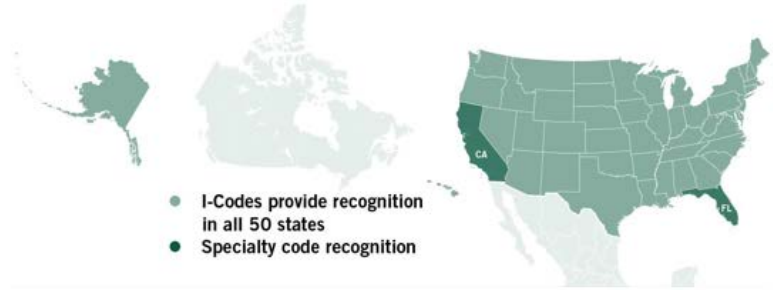 CA
FL
I-Codes provide recognition
in all 50 states
Specialty code recognition